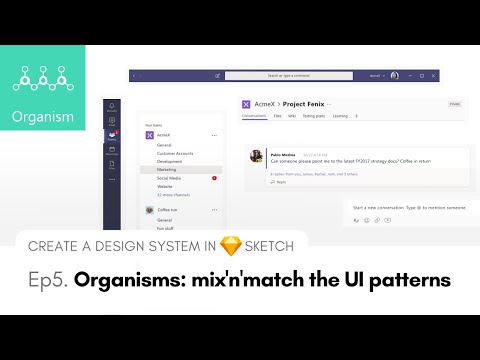 Organism
Search or type a command
AcmeX
AcmeX > Project Fenix
Conversations Files Wiki Testing plans Learning +
Your teams
AcmeX
General
Customer Accounts
Development
Marketing
Social Media
Website
32 more channels
Coffee run
General
fun stuff
Pablo Medina
Can someone please point me to the latest FY2017 strategy docs? Coffee in return
Reply
Start a new conversation. Type @ to mention someone
CREATE A DESIGN SYSTEM IN SKETCH
Ep5. Organisms: mix'n'match the UI patterns